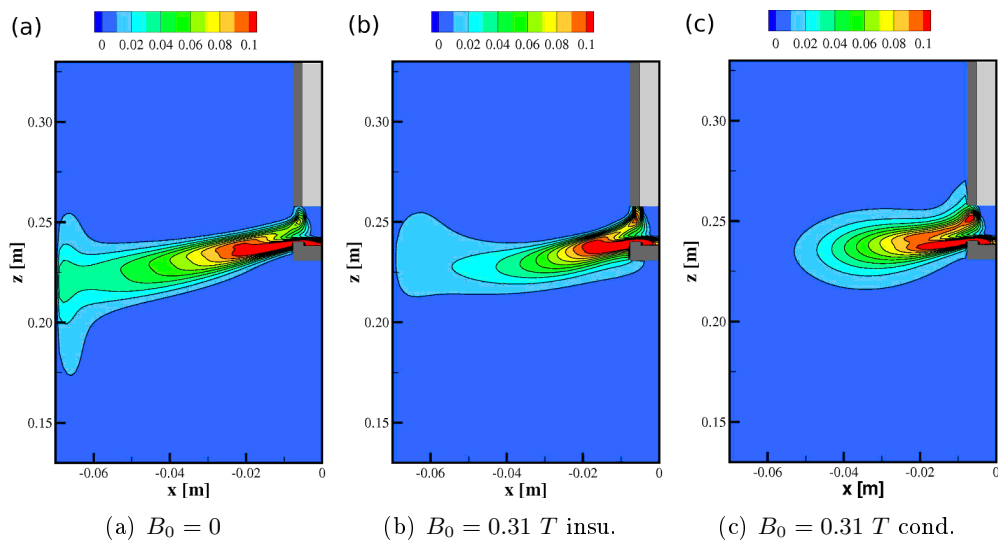 (a)
0 0.02 0.04 0.06 0.08 0.1
(b)
0 0.02 0.04 0.06 0.08 0.1
(c)
0 0.02 0.04 0.06 0.08 0.1
z [m]
0.30
0.25
0.20
0.15
-0.06 -0.04 -0.02 0
x [m]
z [m]
0.30
0.25
0.20
0.15
-0.06 -0.04 -0.02 0
x [m]
z [m]
0.30
0.25
0.20
0.15
-0.06 -0.04 -0.02 0
x [m]
(a) B₀ = 0
(b) B₀ = 0.31 T insu.
(c) B₀ = 0.31 T cond.